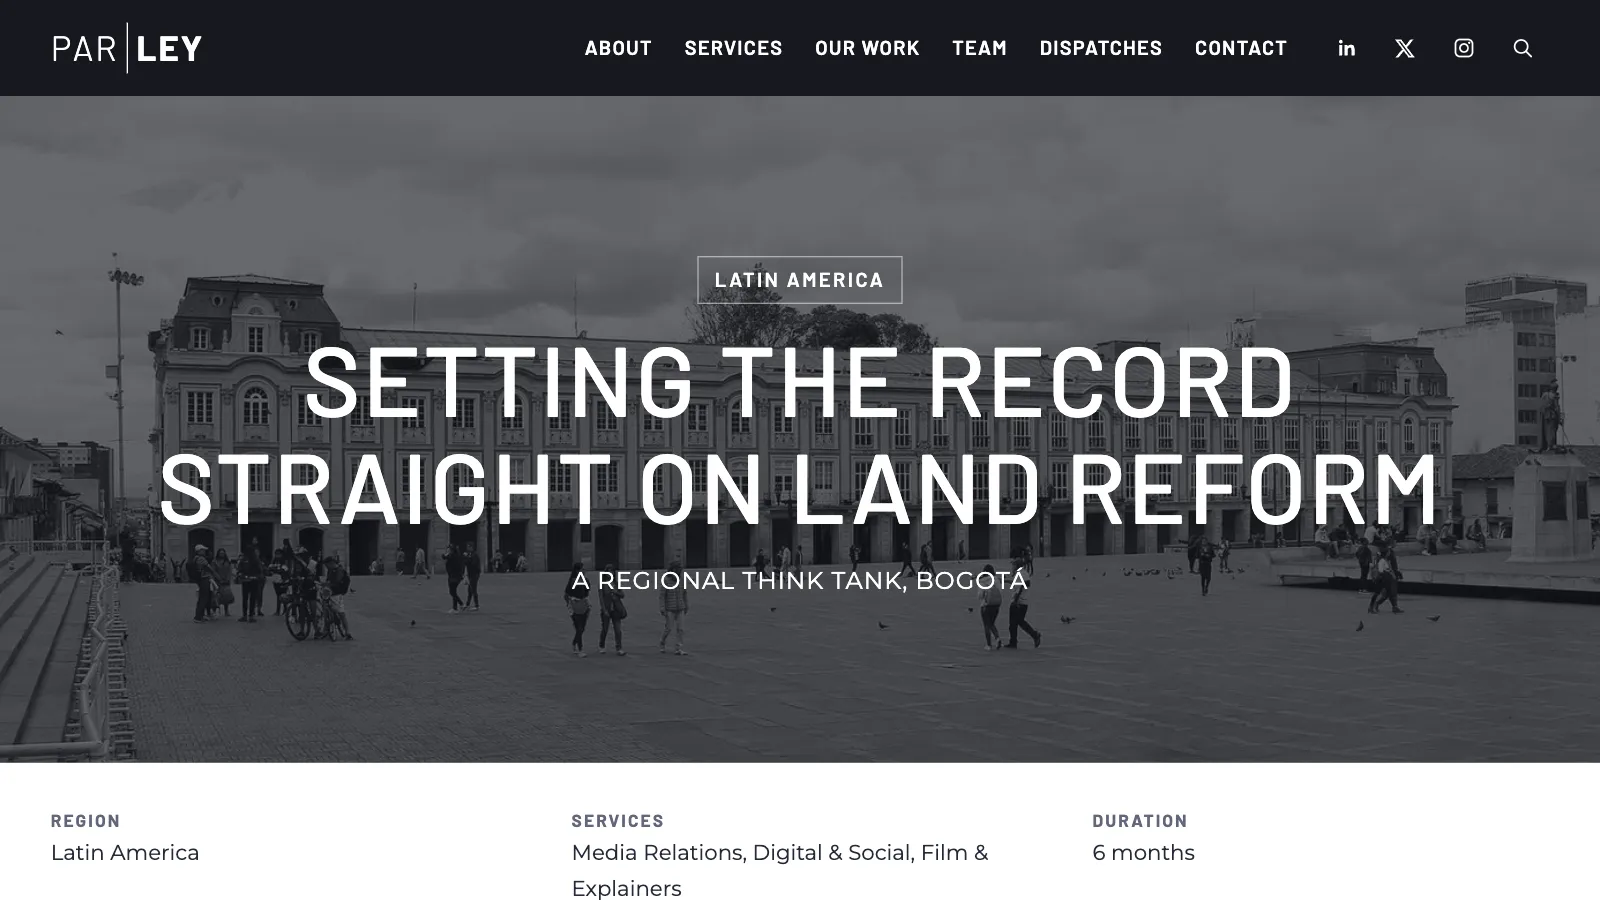 PAR|LEY
ABOUT SERVICES OUR WORK TEAM DISPATCHES CONTACT
LATIN AMERICA
SETTING THE RECORD
STRAIGHT ON LAND REFORM
A REGIONAL THINK TANK, BOGOTÁ
REGION
Latin America
SERVICES
Media Relations, Digital & Social, Film &
Explainers
DURATION
6 months